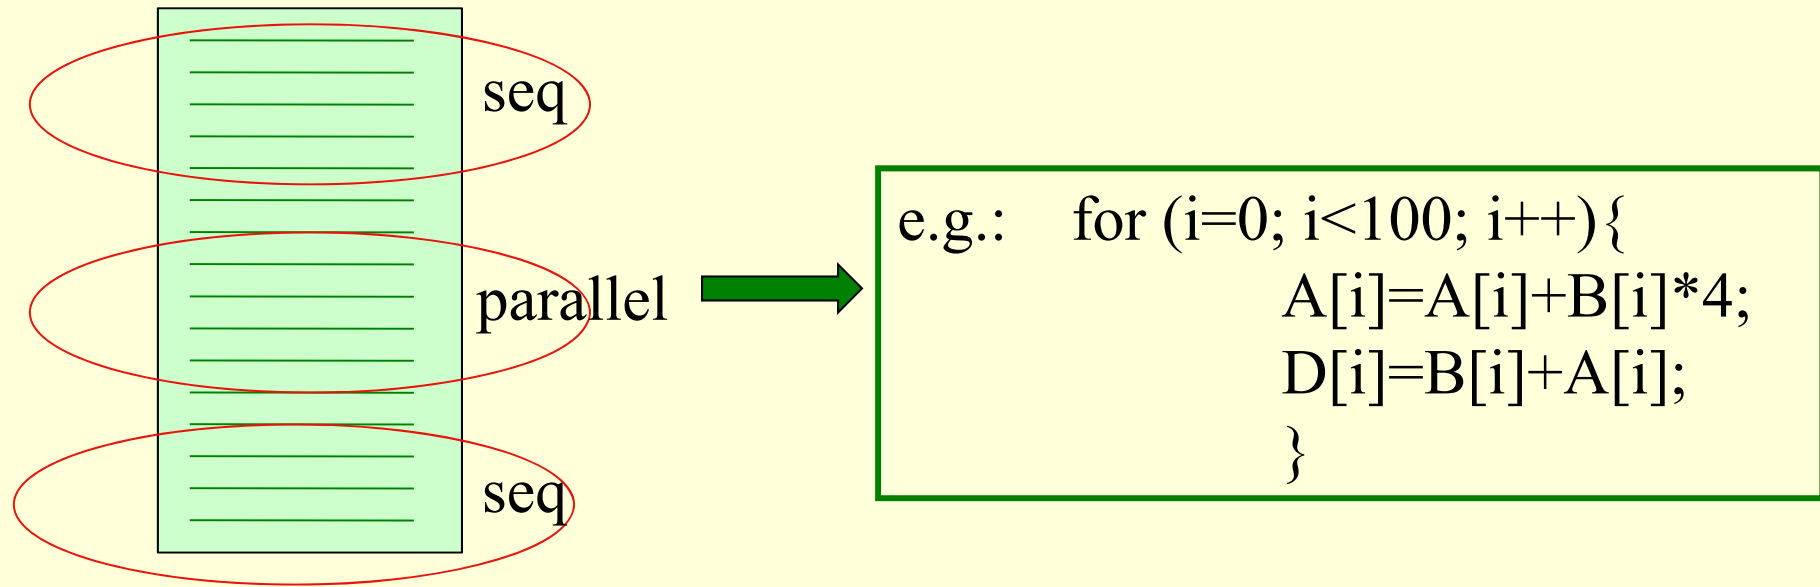 seq
parallel
seq
e.g.: for (i=0; i<100; i++){
A[i]=A[i]+B[i]*4;
D[i]=B[i]+A[i];
}